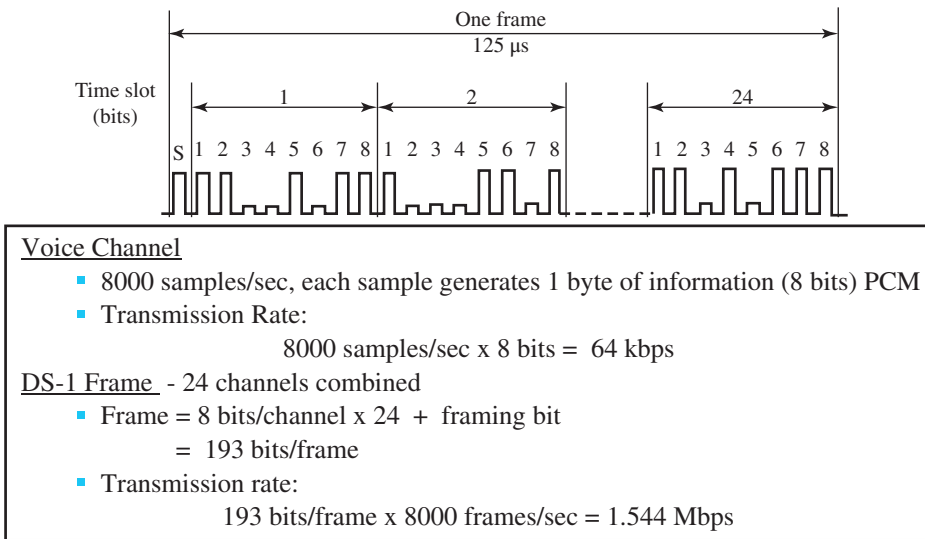 One frame
125 µs
Time slot
(bits)
1 2 24
S 1 2 3 4 5 6 7 8 1 2 3 4 5 6 7 8 1 2 3 4 5 6 7 8
Voice Channel
▪ 8000 samples/sec, each sample generates 1 byte of information (8 bits) PCM
▪ Transmission Rate:
8000 samples/sec x 8 bits = 64 kbps
DS-1 Frame - 24 channels combined
▪ Frame = 8 bits/channel x 24 + framing bit
= 193 bits/frame
▪ Transmission rate:
193 bits/frame x 8000 frames/sec = 1.544 Mbps